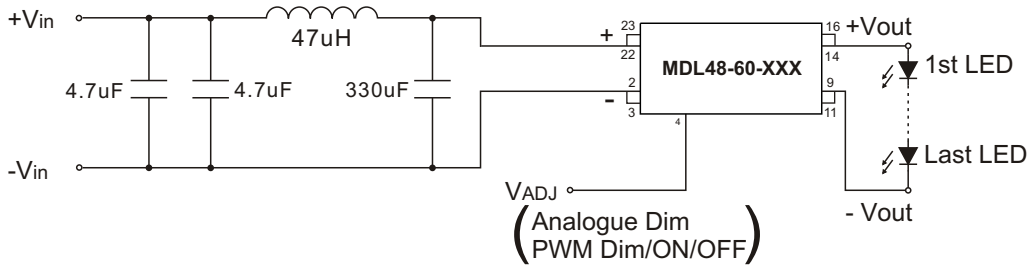 +Vin
47uH
4.7uF
4.7uF
330uF
-Vin
+
-
23
22
2
3
4
MDL48-60-XXX
16
14
9
11
+Vout
1st LED
Last LED
- Vout
VADJ
(Analogue Dim
PWM Dim/ON/OFF)